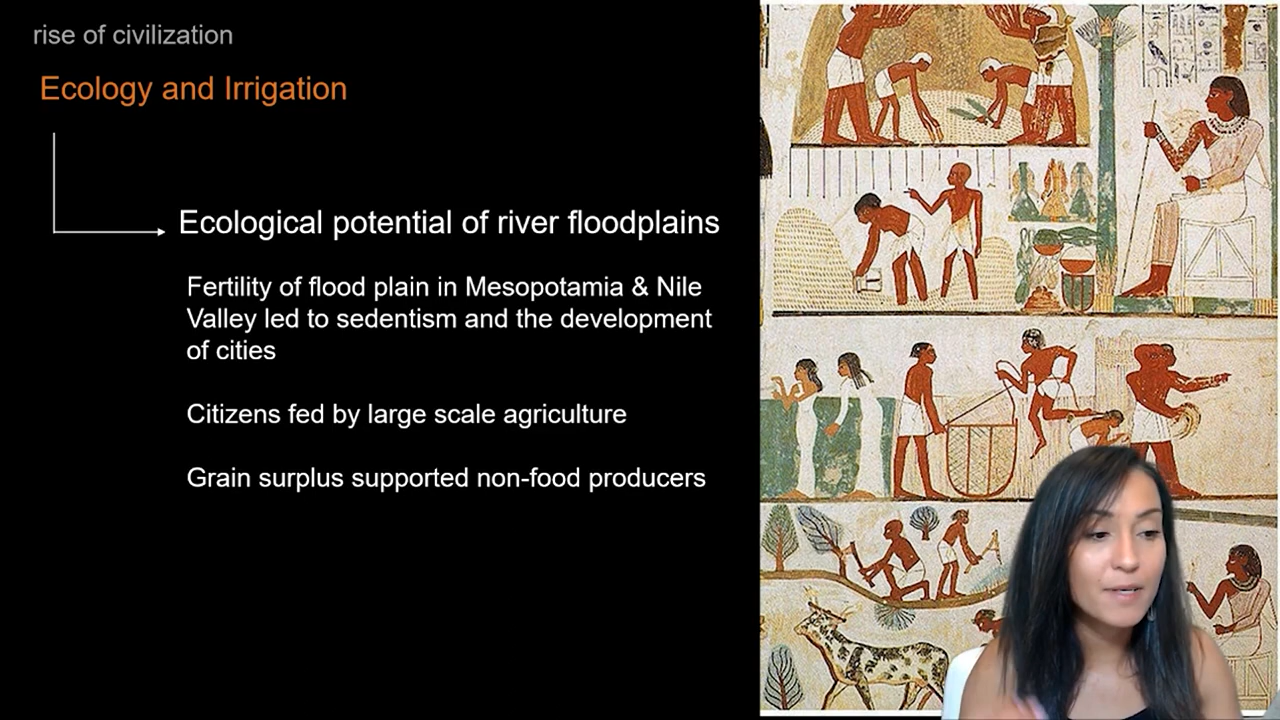 rise of civilization
Ecology and Irrigation
Ecological potential of river floodplains
Fertility of flood plain in Mesopotamia & Nile
Valley led to sedentism and the development
of cities
Citizens fed by large scale agriculture
Grain surplus supported non-food producers